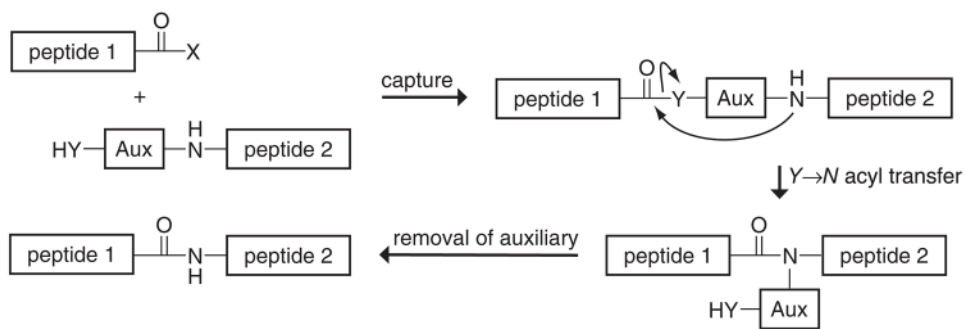 peptide 1
O
X
+
HY
Aux
H
N
peptide 2
capture
peptide 1
O
Y
Aux
H
N
peptide 2
Y→N acyl transfer
peptide 1
O
N
peptide 2
HY
Aux
removal of auxiliary
peptide 1
O
N
H
peptide 2